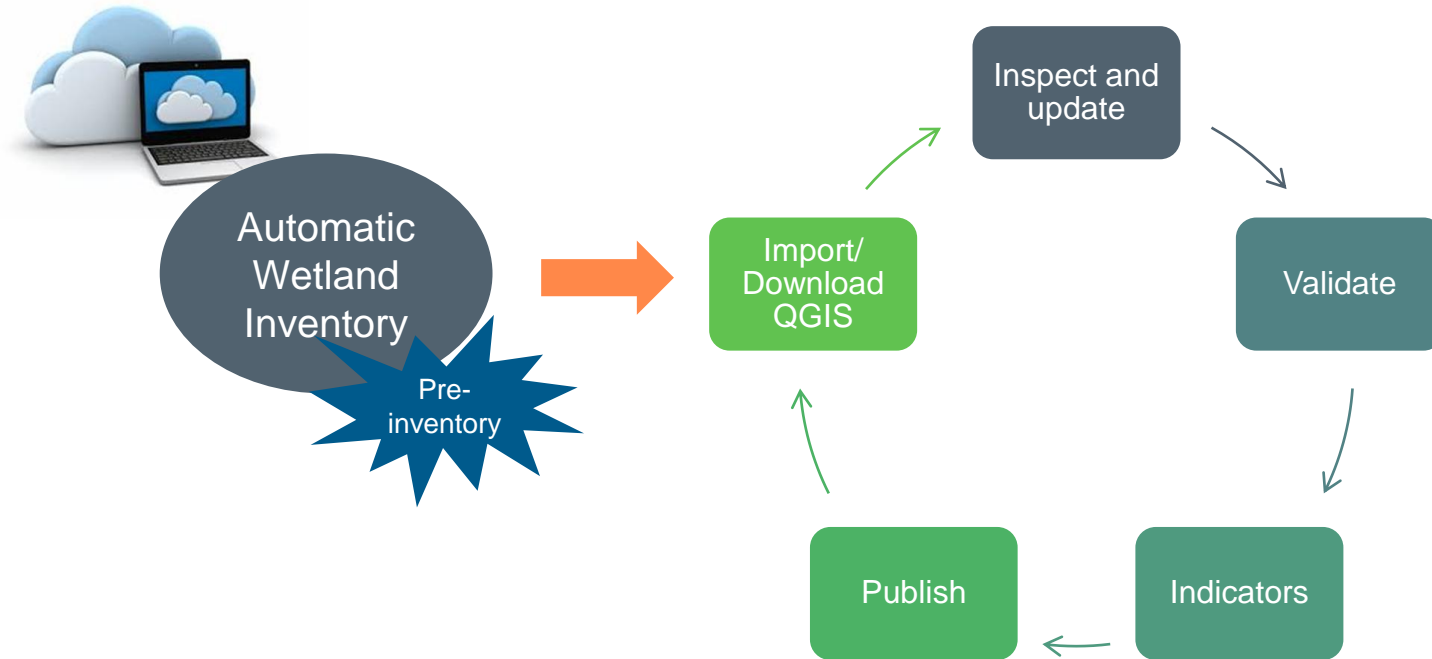 Automatic
Wetland
Inventory
Pre-
inventory
Import/
Download
QGIS
Inspect and
update
Validate
Indicators
Publish